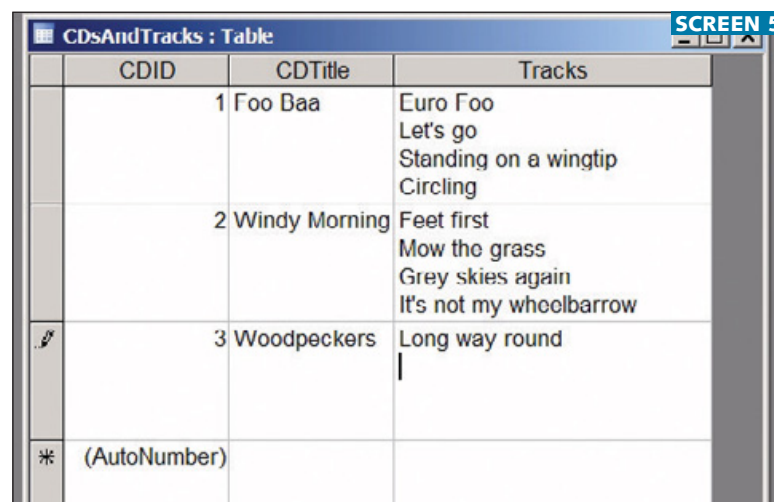 SCREEN 5
CDsAndTracks : Table
CDID CDTitle Tracks
1 Foo Baa Euro Foo
Let's go
Standing on a wingtip
Circling
2 Windy Morning Feet first
Mow the grass
Grey skies again
It's not my wheelbarrow
3 Woodpeckers Long way round
(AutoNumber)